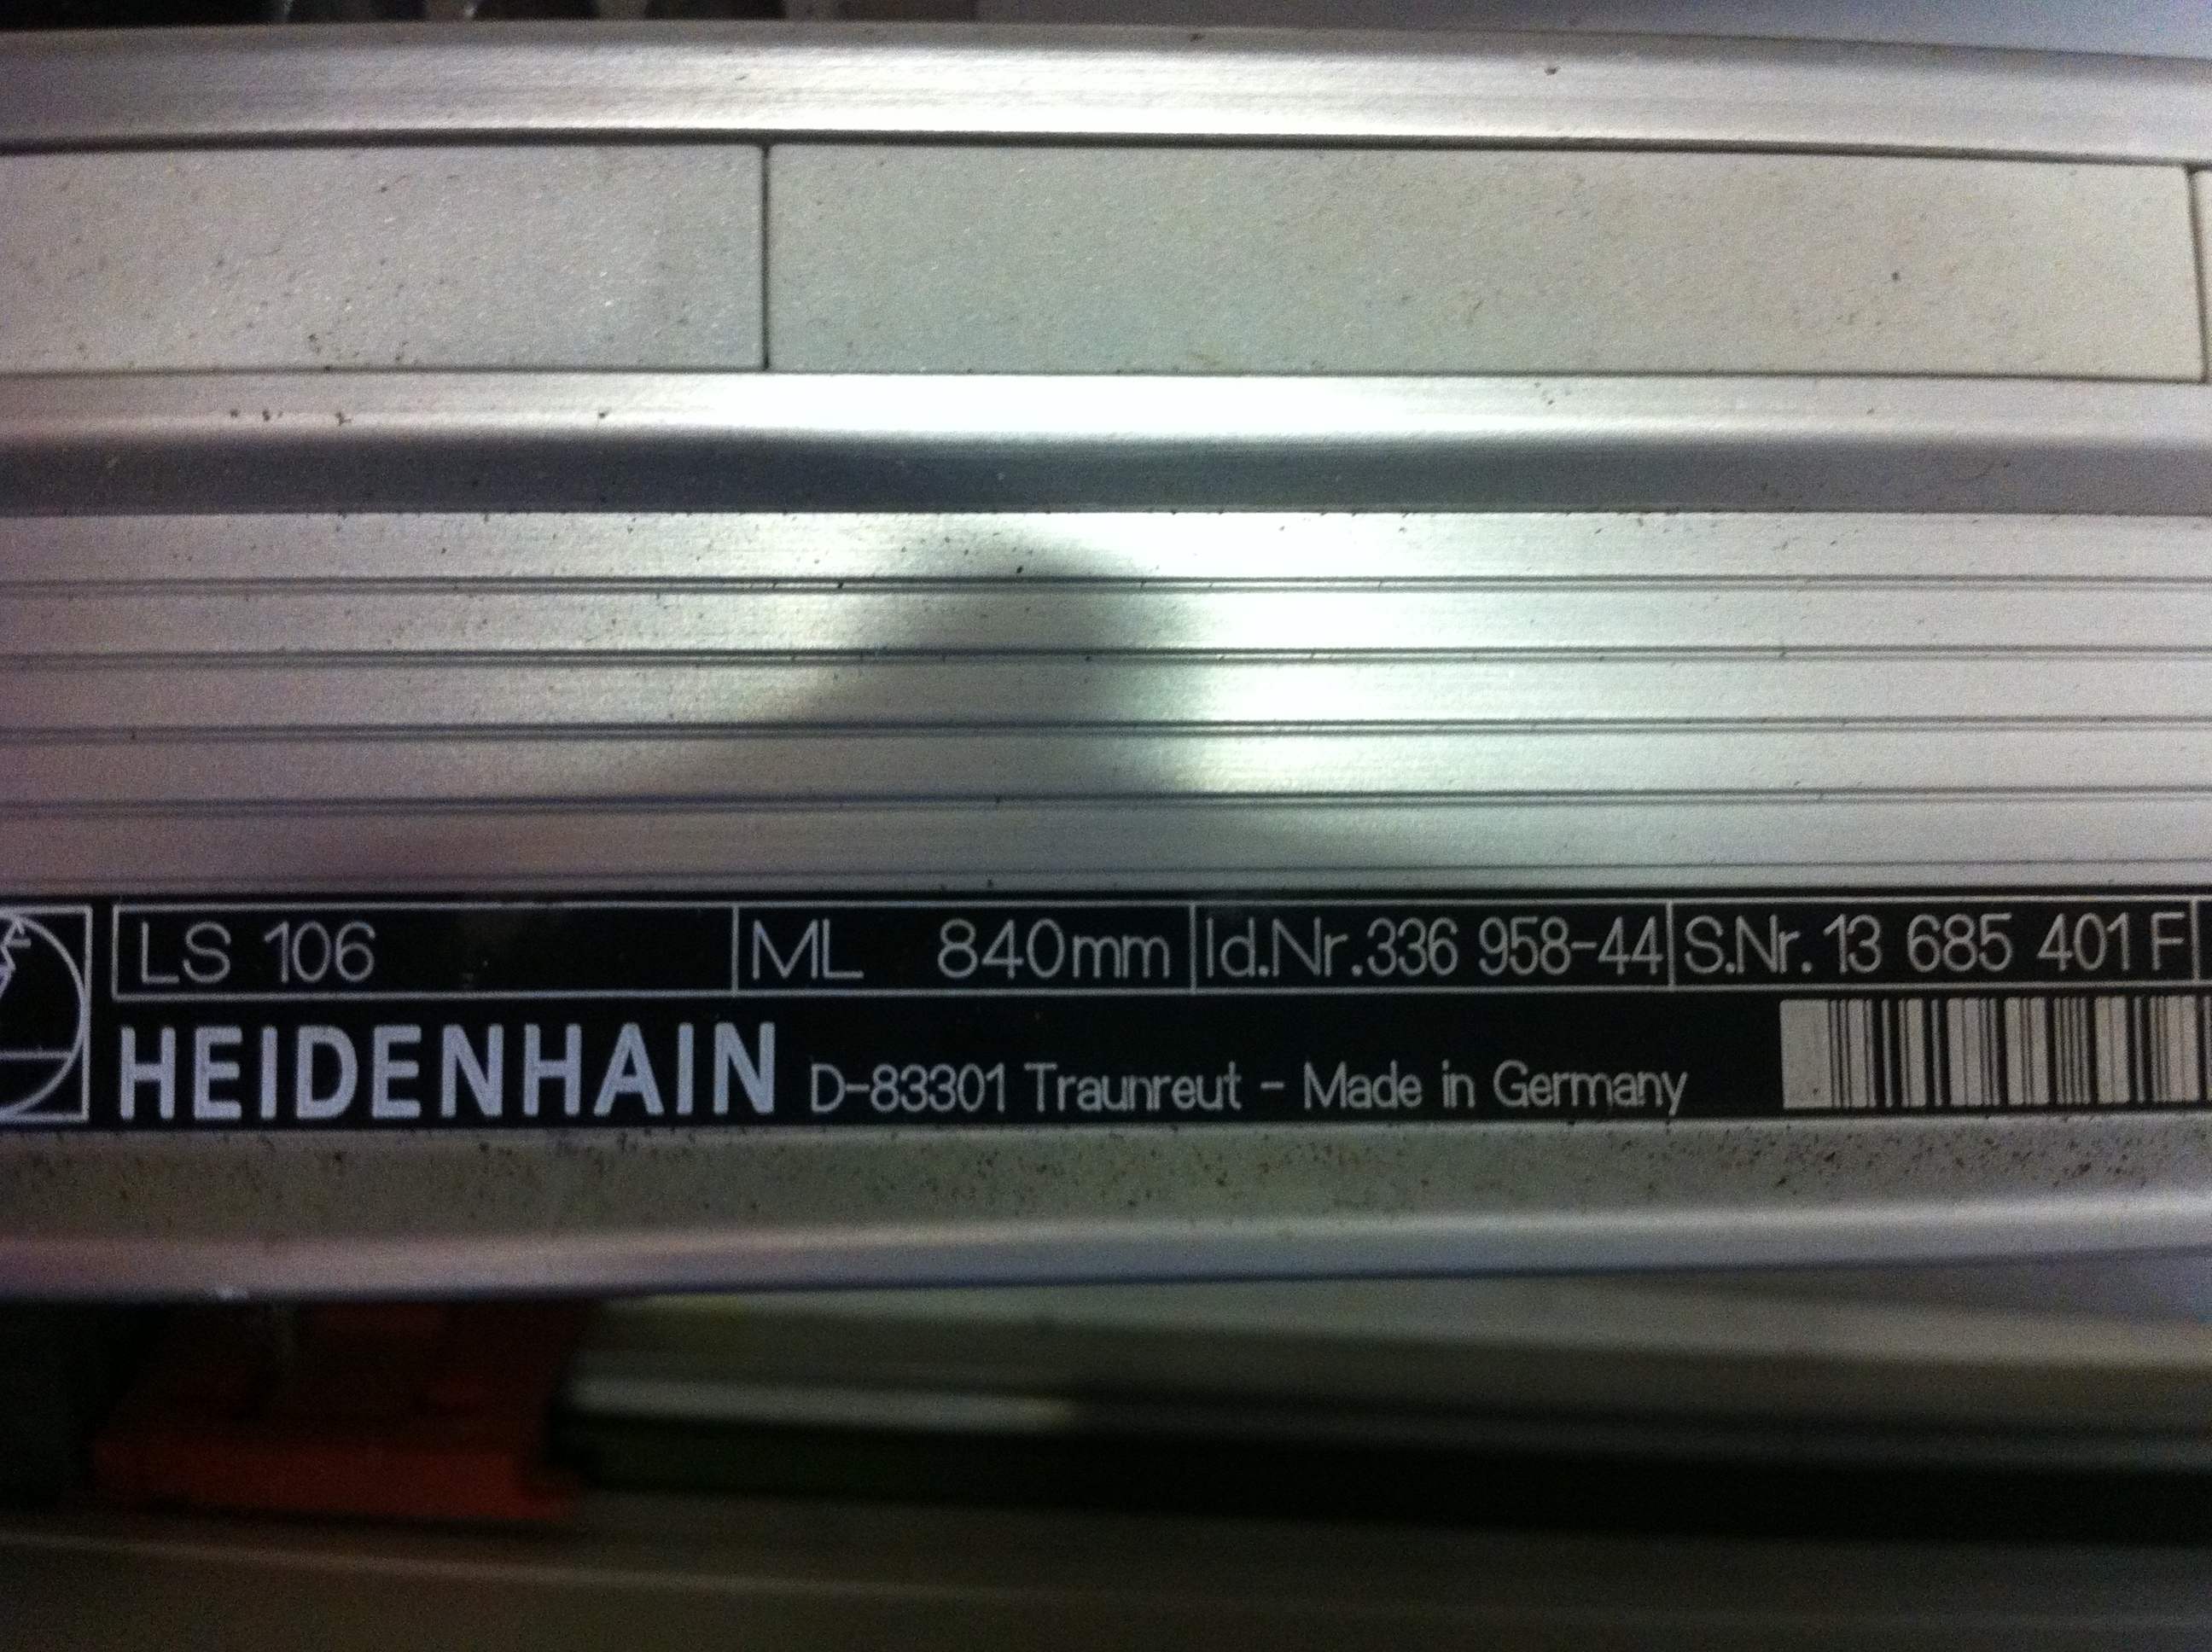 LS 106 ML 840mm Id.Nr.336 958-44 S.Nr. 13 685 401 F
HEIDENHAIN D-83301 Traunreut - Made in Germany